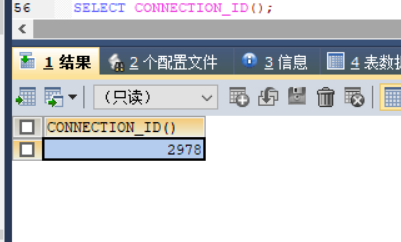 56 SELECT CONNECTION_ID();
1 结果 2 个配置文件 3 信息 4 表数据
（只读）
CONNECTION_ID()
2978